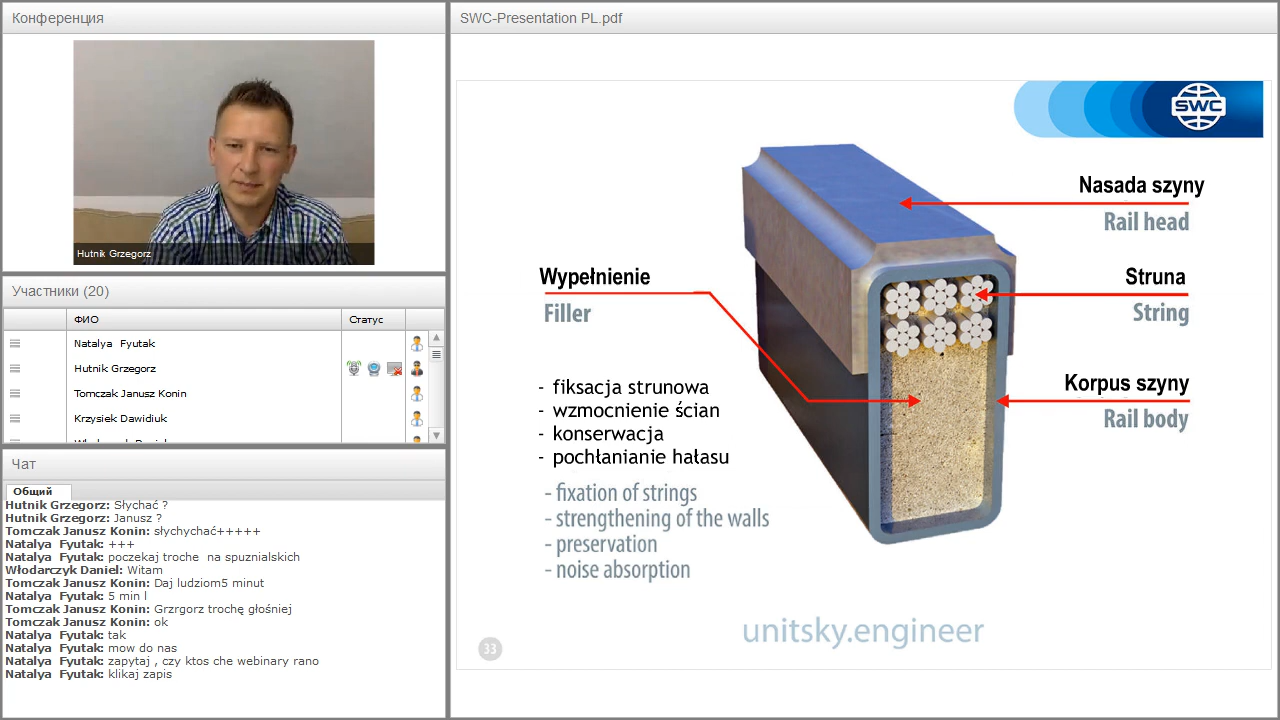 Конференция
Hutnik Grzegorz
Участники (20)
ФИО
Статус
Natalya Fyutak
Hutnik Grzegorz
Tomczak Janusz Konin
Krzysiek Dawidiuk
Чат
Общий
Hutnik Grzegorz: Słychać ?
Hutnik Grzegorz: Janusz ?
Tomczak Janusz Konin: słychychać+++++
Natalya Fyutak: +++
Natalya Fyutak: poczekaj troche na spuznialskich
Włodarczyk Daniel: Witam
Tomczak Janusz Konin: Daj ludziom5 minut
Natalya Fyutak: 5 min l
Tomczak Janusz Konin: Grzrgorz trochę głośniej
Tomczak Janusz Konin: ok
Natalya Fyutak: tak
Natalya Fyutak: mow do nas
Natalya Fyutak: zapytaj , czy ktos che webinary rano
Natalya Fyutak: klikaj zapis
SWC-Presentation PL.pdf
SWC
Nasada szyny
Rail head
Wypełnienie
Filler
Struna
String
Korpus szyny
Rail body
- fiksacja strunowa
- wzmocnienie ścian
- konserwacja
- pochłanianie hałasu
- fixation of strings
- strengthening of the walls
- preservation
- noise absorption
unitsky.engineer
33